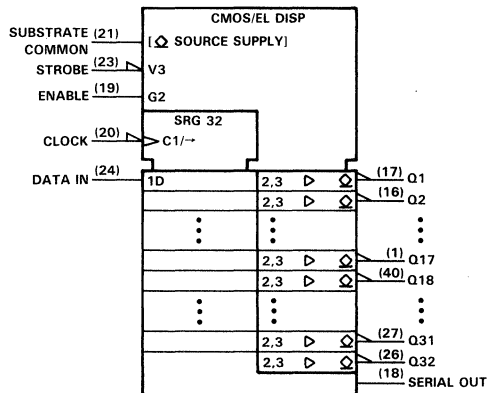 CMOS/EL DISP
SUBSTRATE COMMON (21) [ ◇ SOURCE SUPPLY]
STROBE (23) V3
ENABLE (19) G2
SRG 32
CLOCK (20) C1/→
DATA IN (24) 1D 2,3 ▷ ◇ (17) Q1
2,3 ▷ ◇ (16) Q2
2,3 ▷ ◇ (1) Q17
2,3 ▷ ◇ (40) Q18
2,3 ▷ ◇ (27) Q31
2,3 ▷ ◇ (26) Q32
(18) SERIAL OUT